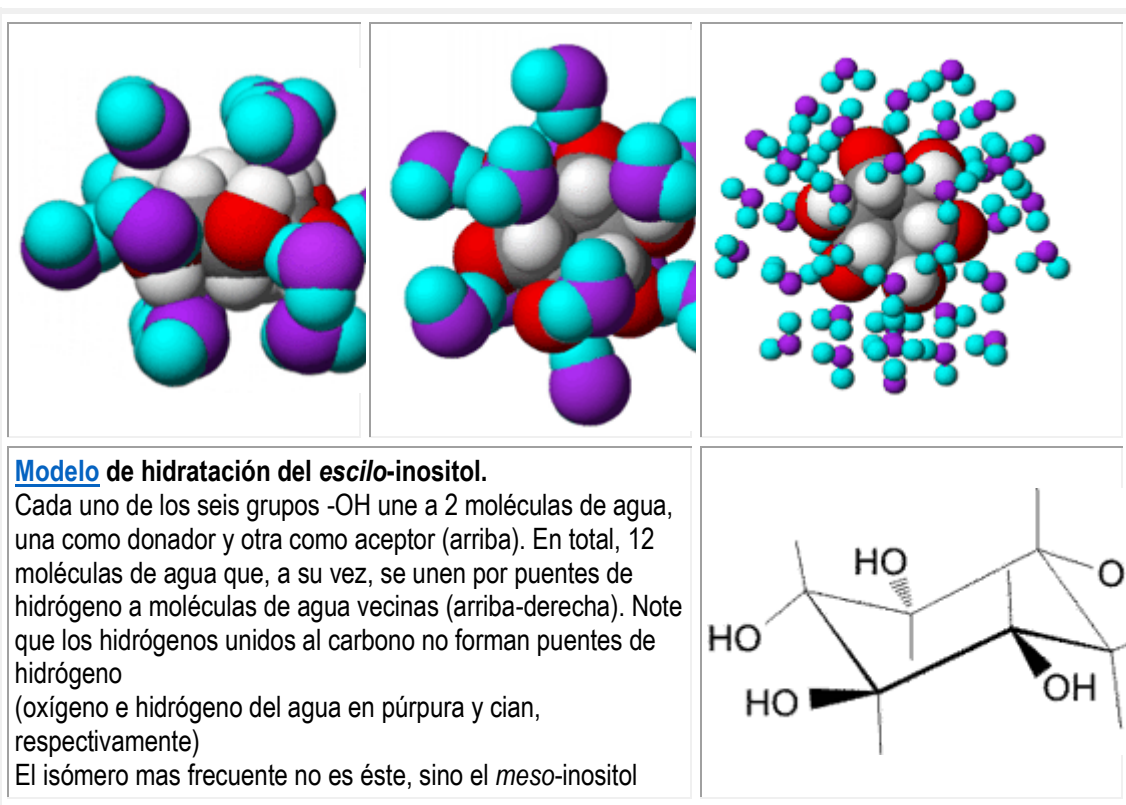 Modelo de hidratación del escilo-inositol.
Cada uno de los seis grupos -OH une a 2 moléculas de agua,
una como donador y otra como aceptor (arriba). En total, 12
moléculas de agua que, a su vez, se unen por puentes de
hidrógeno a moléculas de agua vecinas (arriba-derecha). Note
que los hidrógenos unidos al carbono no forman puentes de
hidrógeno
(oxígeno e hidrógeno del agua en púrpura y cian,
respectivamente)
El isómero mas frecuente no es éste, sino el meso-inositol
HO
O
HO
HO
OH